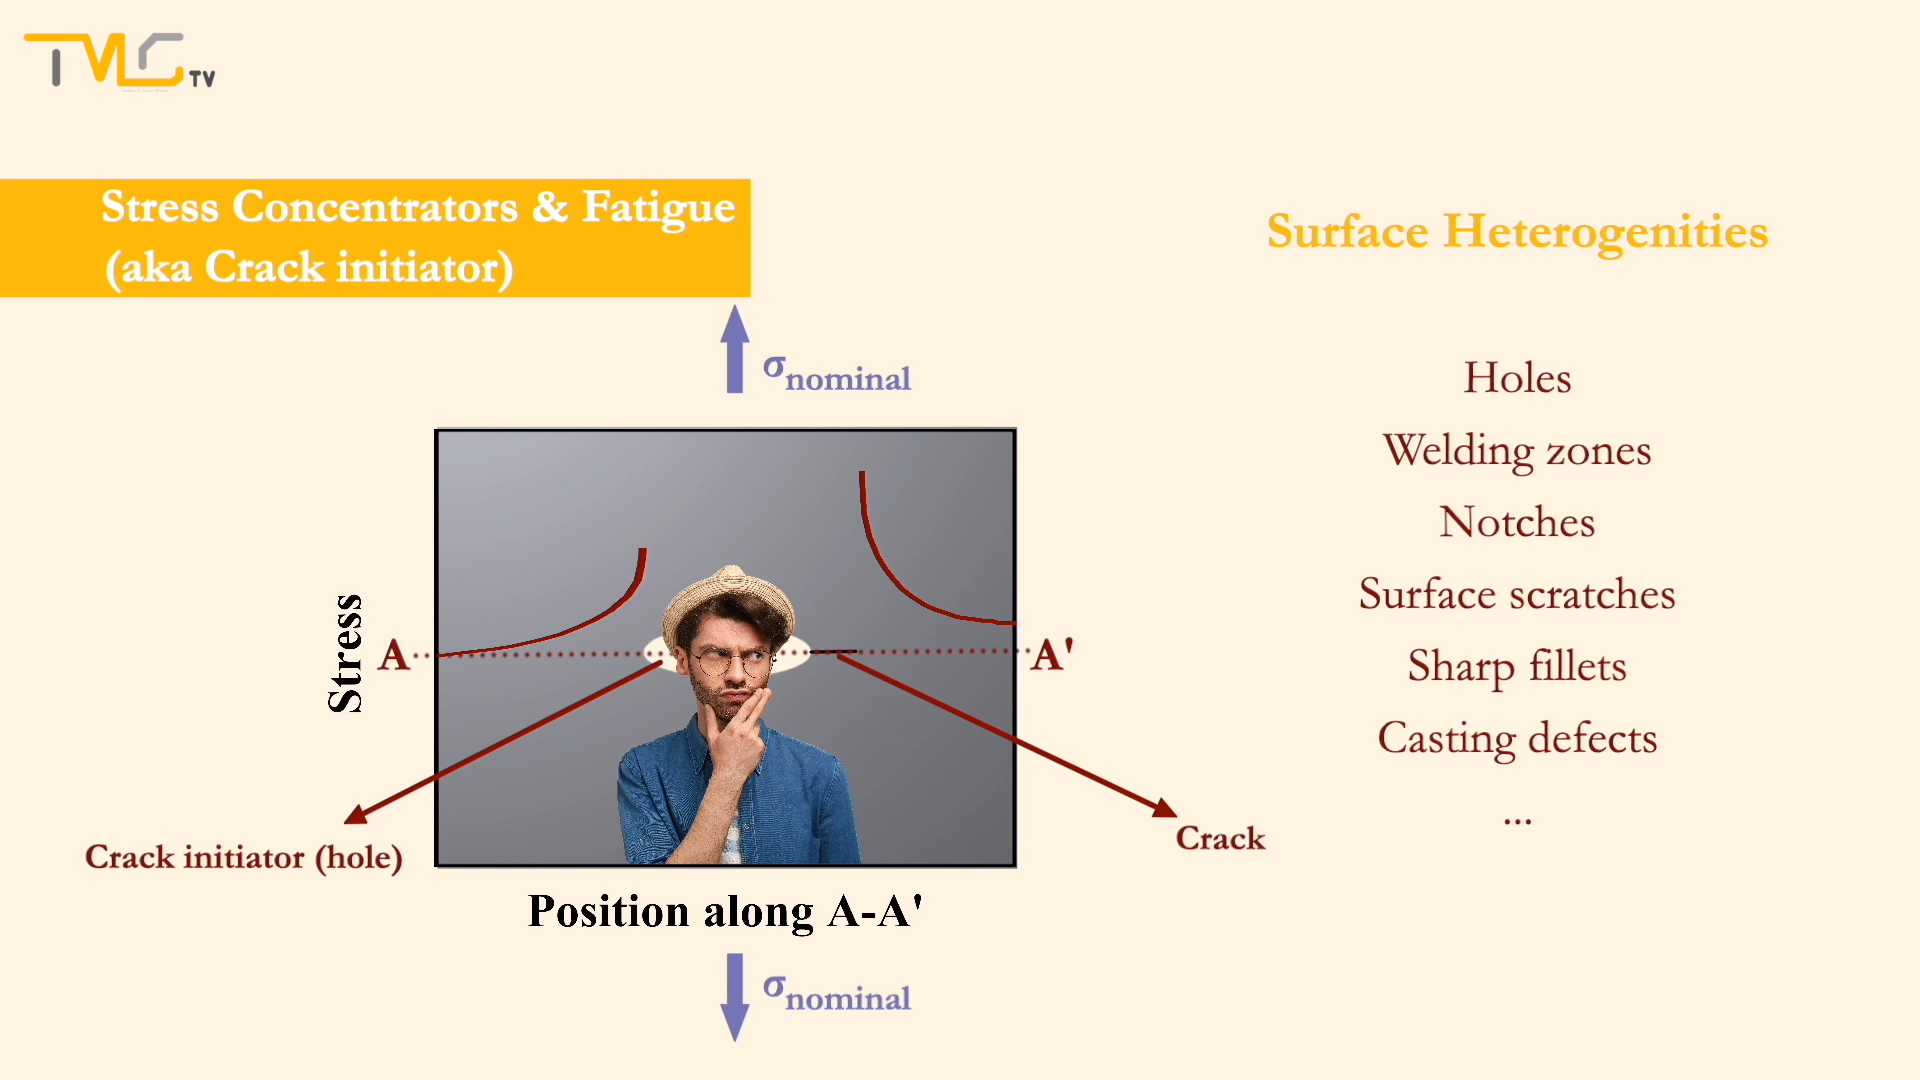 TMC TV
Stress Concentrators & Fatigue
(aka Crack initiator)
Surface Heterogenities
σnominal
Holes
Welding zones
Notches
Surface scratches
Sharp fillets
Casting defects
...
Stress
A
A'
Crack initiator (hole)
Crack
Position along A-A'
σnominal